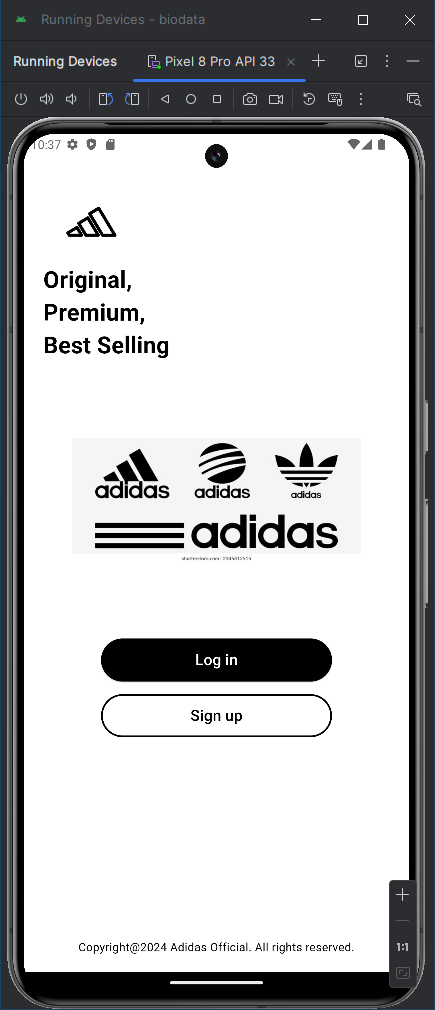 Running Devices - biodata
Running Devices
Pixel 8 Pro API 33
10:37
Original,
Premium,
Best Selling
adidas
adidas
adidas
adidas
Log in
Sign up
Copyright@2024 Adidas Official. All rights reserved.
1:1